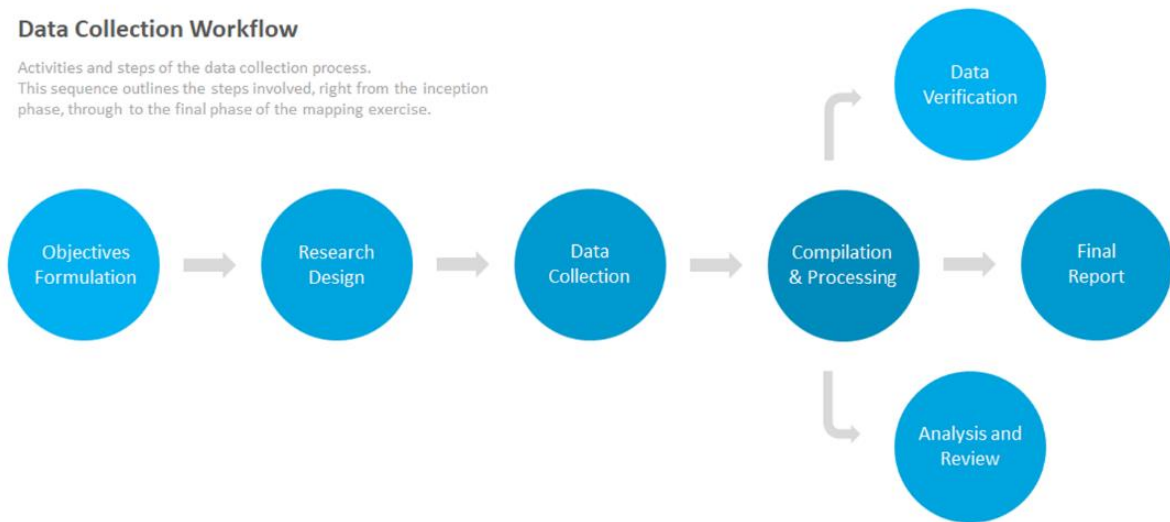 Data Collection Workflow
Activities and steps of the data collection process.
This sequence outlines the steps involved, right from the inception
phase, through to the final phase of the mapping exercise.
Objectives
Formulation
Research
Design
Data
Collection
Compilation
& Processing
Data
Verification
Final
Report
Analysis and
Review